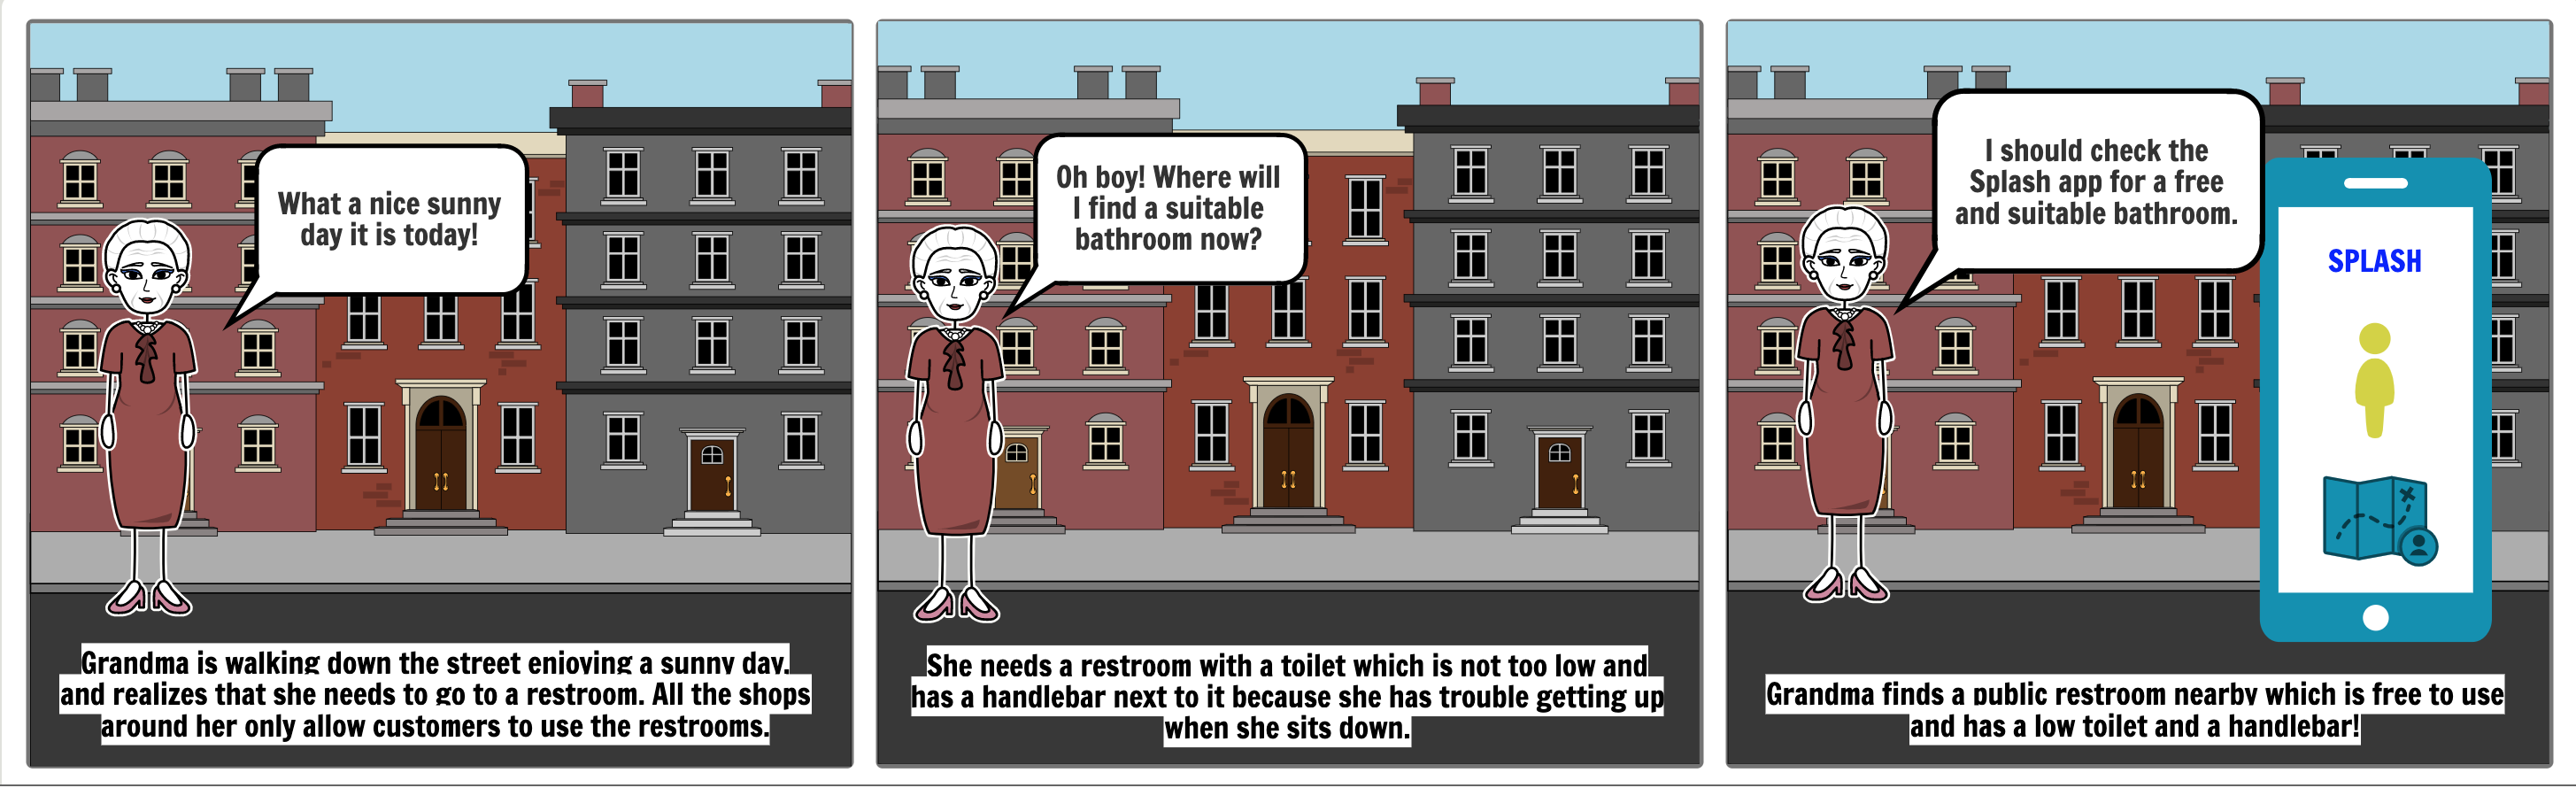 What a nice sunny
day it is today!
Grandma is walking down the street enjoying a sunny day,
and realizes that she needs to go to a restroom. All the shops
around her only allow customers to use the restrooms.
Oh boy! Where will
I find a suitable
bathroom now?
She needs a restroom with a toilet which is not too low and
has a handlebar next to it because she has trouble getting up
when she sits down.
I should check the
Splash app for a free
and suitable bathroom.
SPLASH
Grandma finds a public restroom nearby which is free to use
and has a low toilet and a handlebar!